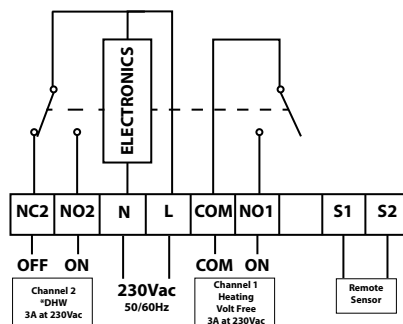 ELECTRONICS
NC2 NO2 N L COM NO1 S1 S2
OFF ON 230Vac COM ON
50/60Hz
Channel 2
*DHW
3A at 230Vac
Channel 1
Heating
Volt Free
3A at 230Vac
Remote
Sensor